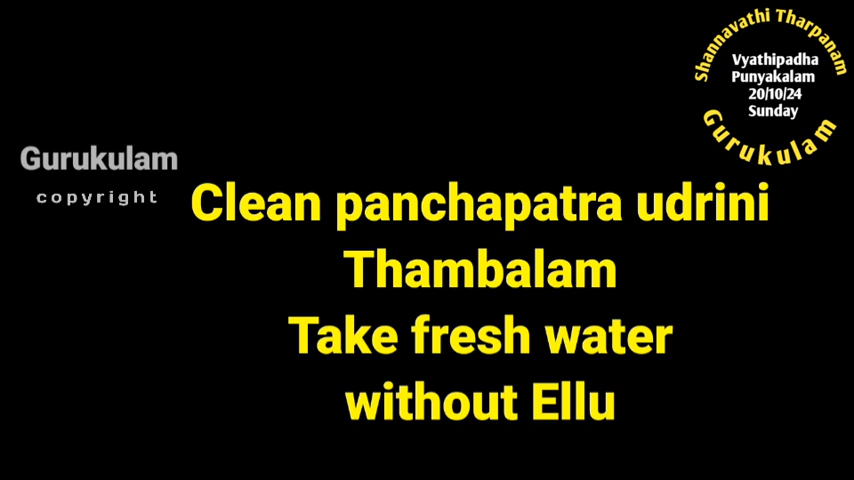 Shannavathi Tharpanam
Vyathipadha
Punyakalam
20/10/24
Sunday
Gurukulam
Gurukulam
copyright
Clean panchapatra udrini
Thambalam
Take fresh water
without Ellu